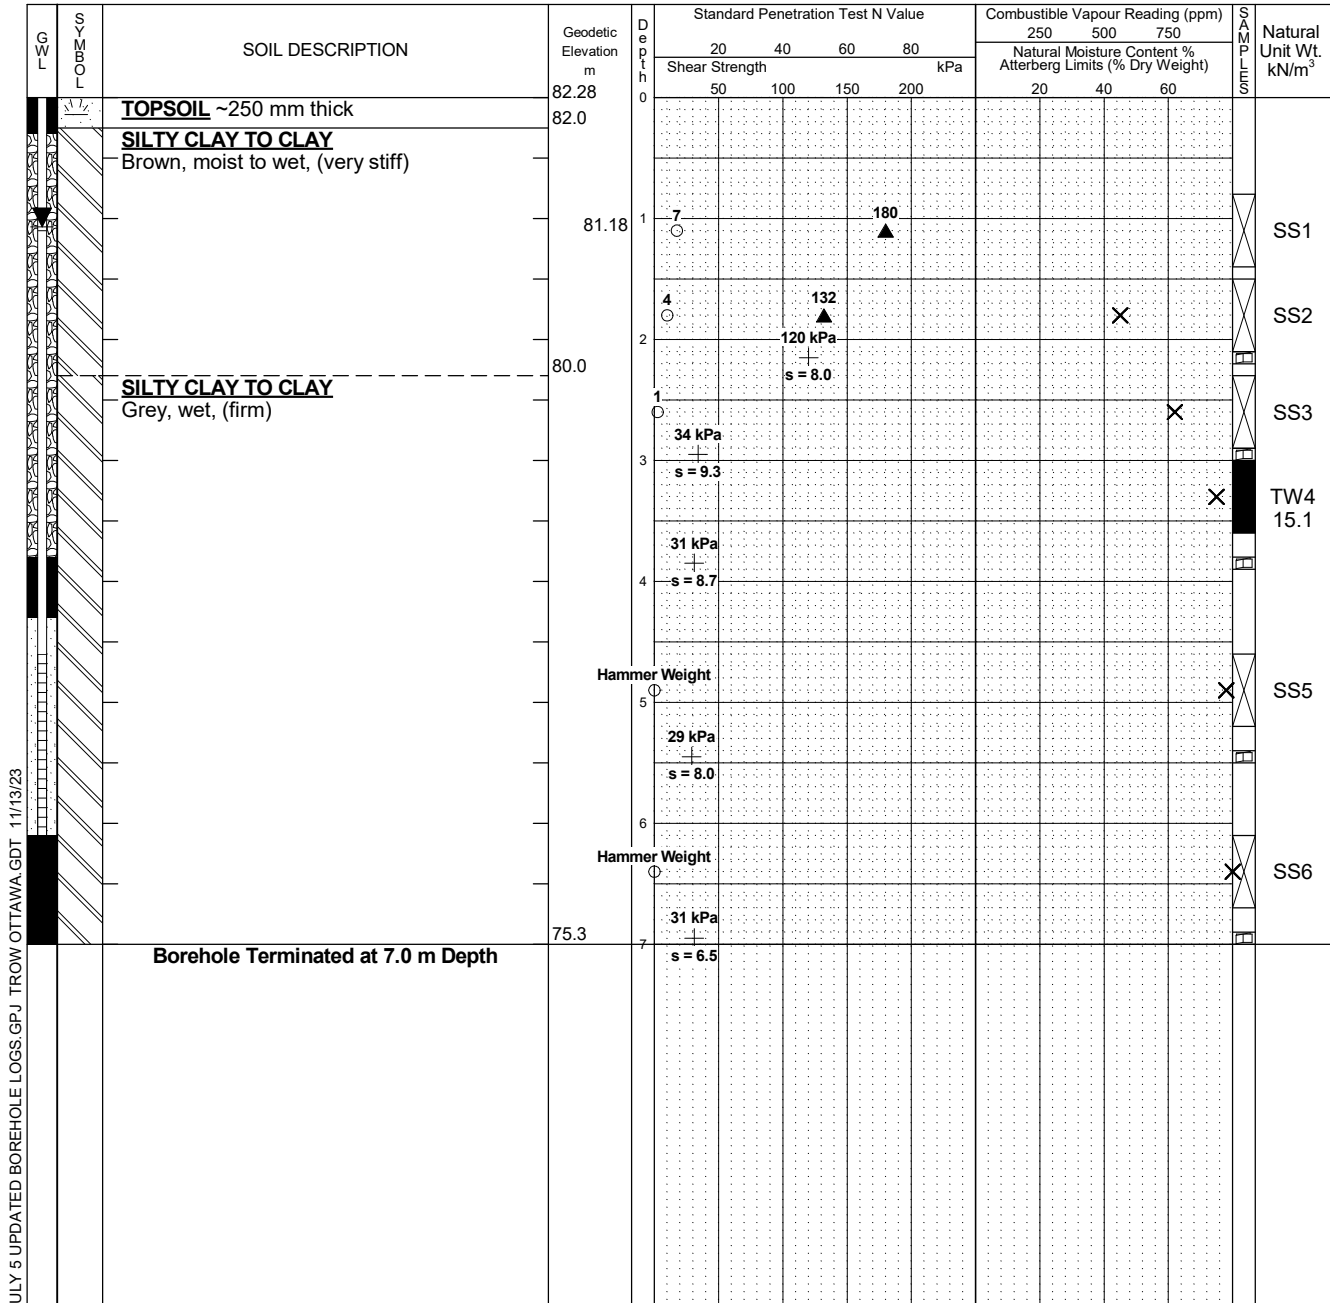 GWL
SYMBOL
SOIL DESCRIPTION
Geodetic
Elevation
m
Depth
Standard Penetration Test N Value
20 40 60 80
Shear Strength kPa
50 100 150 200
Combustible Vapour Reading (ppm)
250 500 750
Natural Moisture Content %
Atterberg Limits (% Dry Weight)
20 40 60
SAMPLES
Natural
Unit Wt.
kN/m³
82.28
0
TOPSOIL ~250 mm thick
82.0
SILTY CLAY TO CLAY
Brown, moist to wet, (very stiff)
81.18
1
7
180
SS1
4
132
SS2
2
120 kPa
s = 8.0
80.0
SILTY CLAY TO CLAY
Grey, wet, (firm)
1
SS3
34 kPa
3
s = 9.3
TW4
15.1
31 kPa
s = 8.7
4
Hammer Weight
SS5
5
29 kPa
s = 8.0
6
Hammer Weight
SS6
31 kPa
75.3
7
s = 6.5
Borehole Terminated at 7.0 m Depth
ULY 5 UPDATED BOREHOLE LOGS.GPJ TROW OTTAWA.GDT 11/13/23